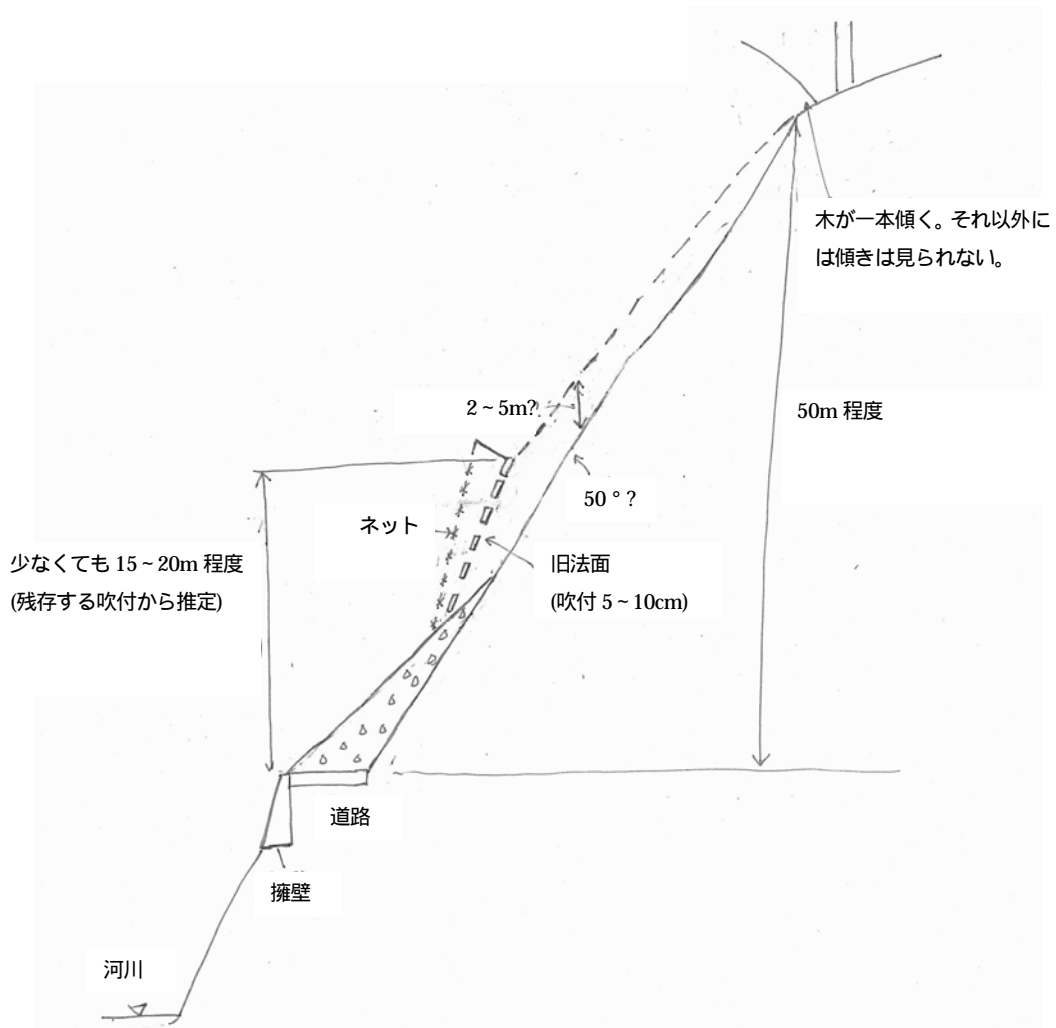 木が一本傾く。それ以外に
は傾きは見られない。
2~5m?
50m 程度
50°?
ネット
少なくても 15~20m 程度
(残存する吹付から推定)
旧法面
(吹付 5~10cm)
道路
擁壁
河川